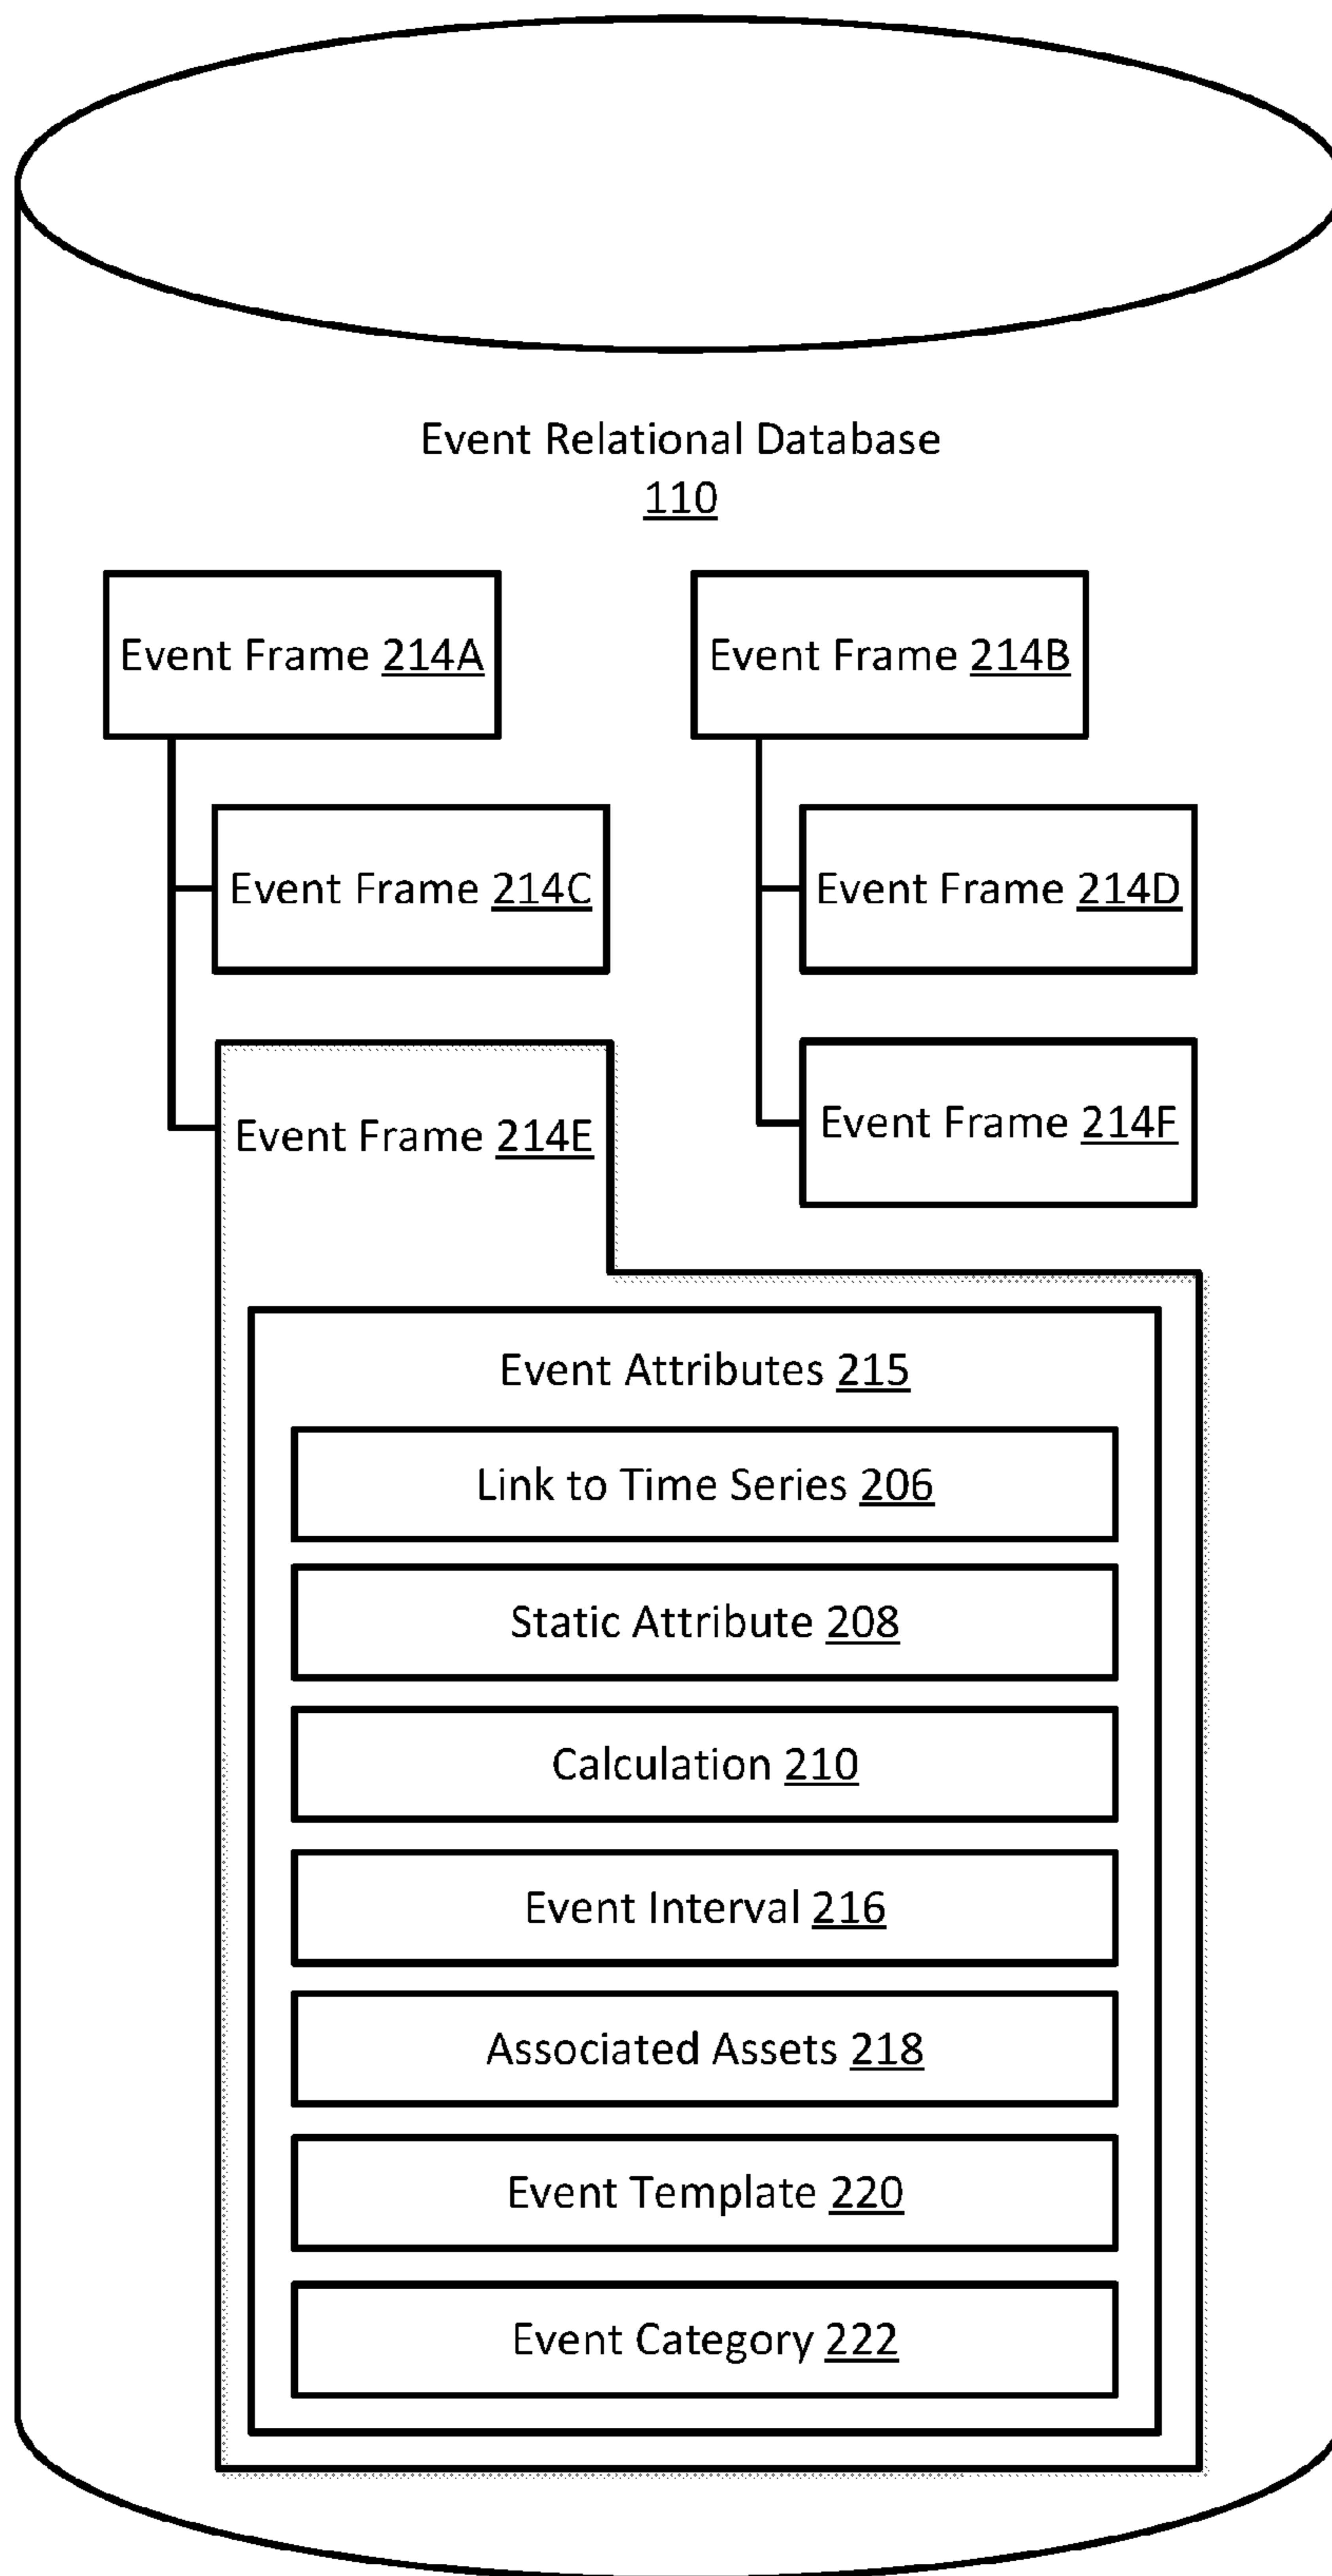 Event Relational Database
110
Event Frame 214A
Event Frame 214B
Event Frame 214C
Event Frame 214D
Event Frame 214E
Event Frame 214F
Event Attributes 215
Link to Time Series 206
Static Attribute 208
Calculation 210
Event Interval 216
Associated Assets 218
Event Template 220
Event Category 222